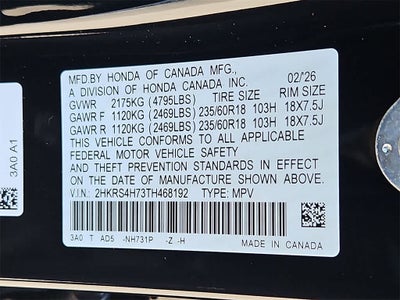 MFD.BY HONDA OF CANADA MFG.,
A DIVISION OF HONDA CANADA INC. 02/'26
GVWR 2175KG (4795LBS) TIRE SIZE RIM SIZE
GAWR F 1120KG (2469LBS) 235/60R18 103H 18X7.5J
GAWR R 1120KG (2469LBS) 235/60R18 103H 18X7.5J
THIS VEHICLE CONFORMS TO ALL APPLICABLE
FEDERAL MOTOR VEHICLE SAFETY
AND THEFT PREVENTION STANDARDS IN EFFECT ON
THE DATE OF MANUFACTURE SHOWN ABOVE.
V.I.N.: 2HKRS4H73TH468192 TYPE: MPV
3A0 T AD5 -NH731P -Z -H
MADE IN CANADA
3A0 A1